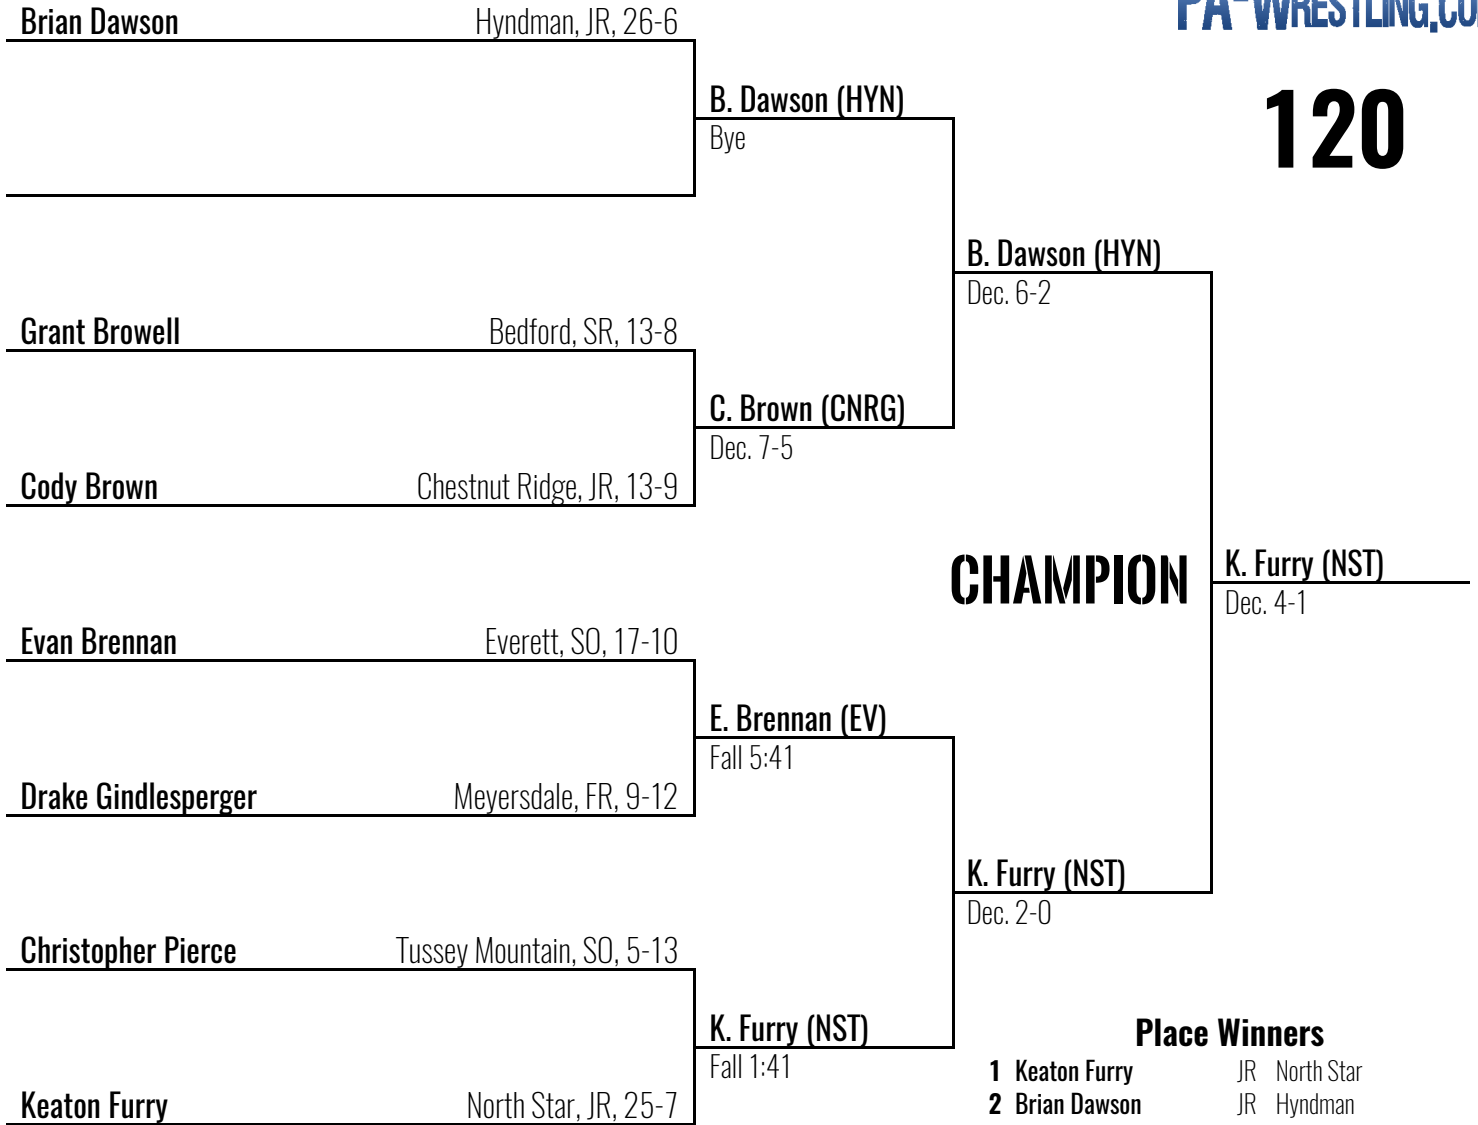 PA-WRESTLING.CO
120
Brian Dawson Hyndman, JR, 26-6
B. Dawson (HYN)
Bye
B. Dawson (HYN)
Dec. 6-2
Grant Browell Bedford, SR, 13-8
C. Brown (CNRG)
Dec. 7-5
Cody Brown Chestnut Ridge, JR, 13-9
CHAMPION
K. Furry (NST)
Dec. 4-1
Evan Brennan Everett, SO, 17-10
E. Brennan (EV)
Fall 5:41
Drake Gindlesperger Meyersdale, FR, 9-12
K. Furry (NST)
Dec. 2-0
Christopher Pierce Tussey Mountain, SO, 5-13
K. Furry (NST)
Fall 1:41
Keaton Furry North Star, JR, 25-7
Place Winners
1 Keaton Furry JR North Star
2 Brian Dawson JR Hyndman